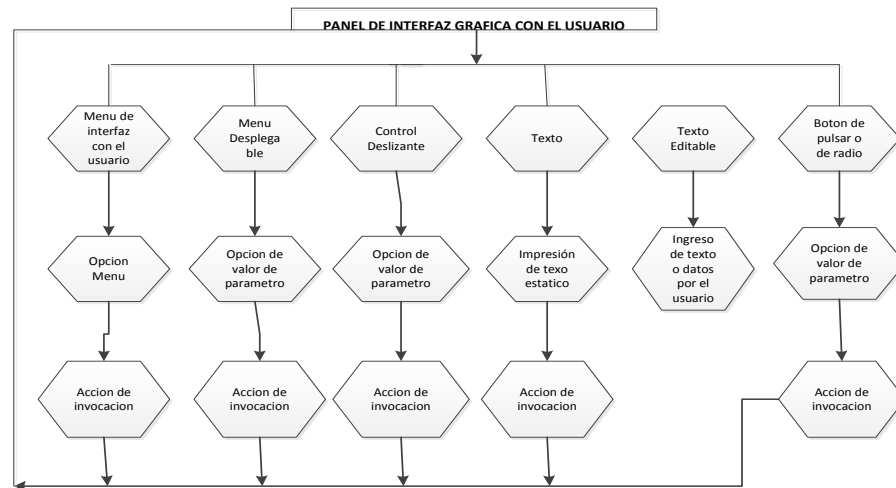 PANEL DE INTERFAZ GRAFICA CON EL USUARIO
Menu de
interfaz
con el
usuario
Menu
Desplega
ble
Control
Deslizante
Texto
Texto
Editable
Boton de
pulsar o
de radio
Opcion
Menu
Opcion de
valor de
parametro
Opcion de
valor de
parametro
Impresión
de texo
estatico
Ingreso
de texto
o datos
por el
usuario
Opcion de
valor de
parametro
Accion de
invocacion
Accion de
invocacion
Accion de
invocacion
Accion de
invocacion
Accion de
invocacion